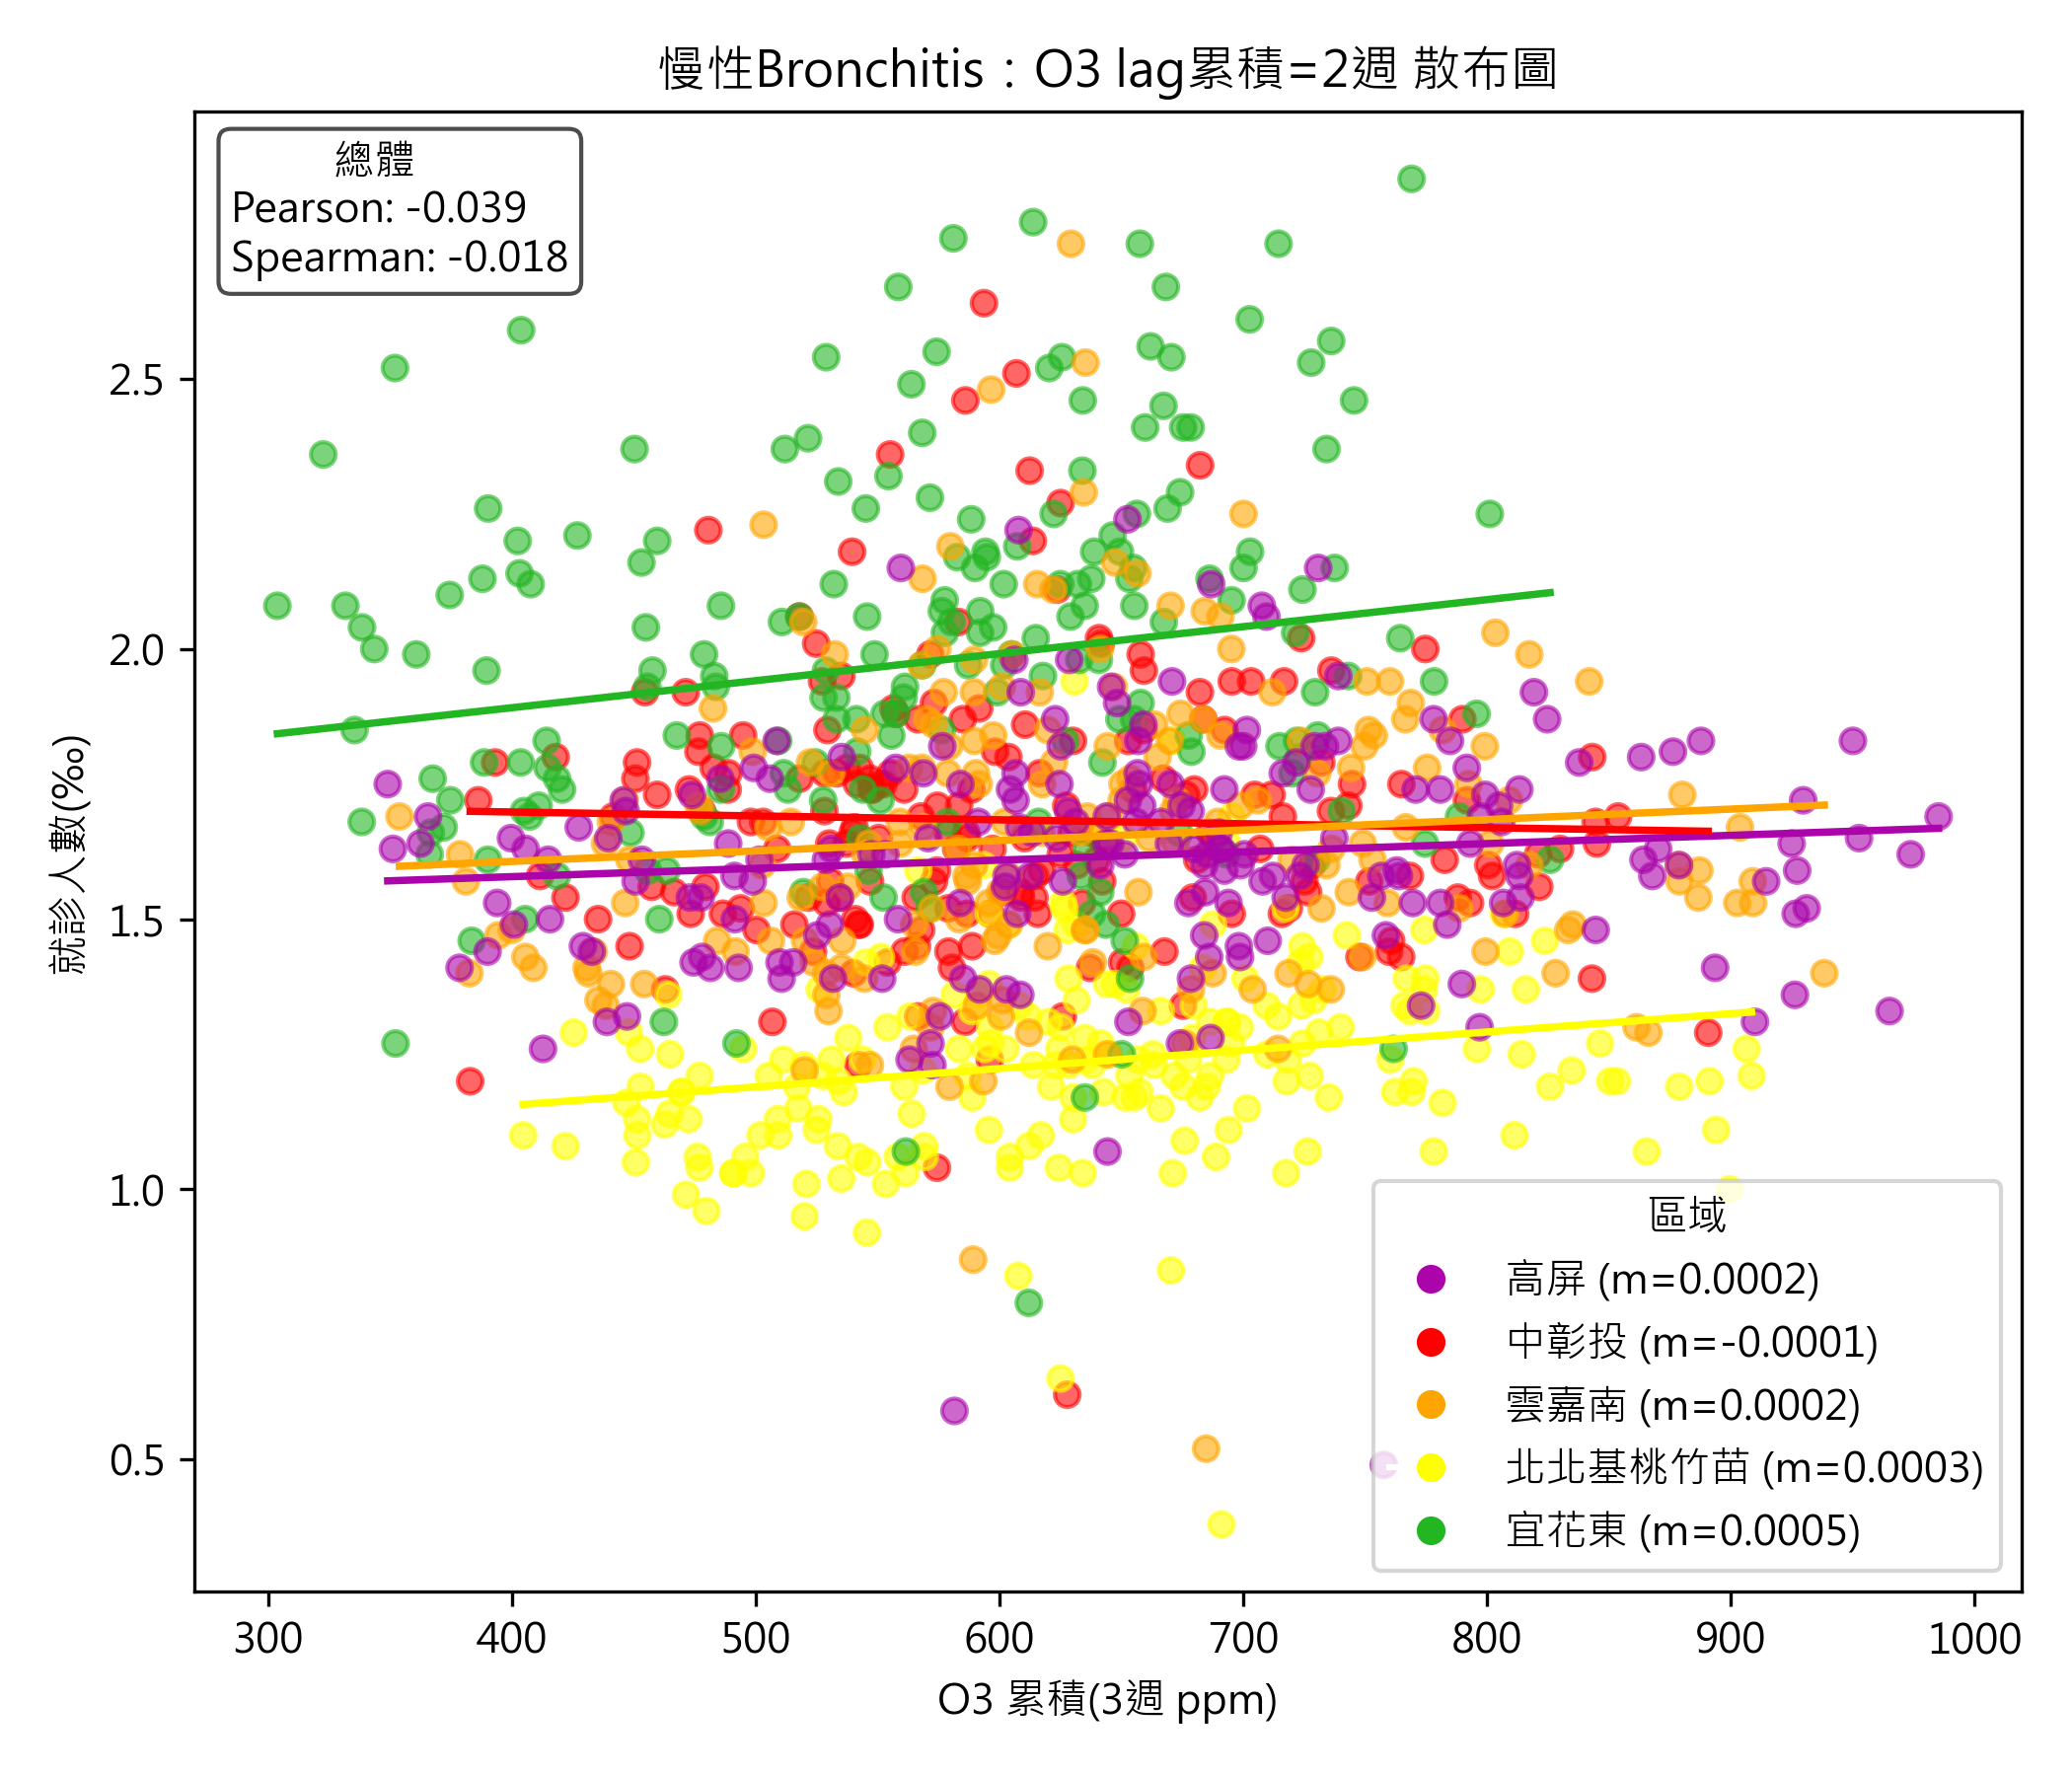 慢性Bronchitis：O3 lag累積=2週 散布圖
總體
Pearson: -0.039
Spearman: -0.018
就診人數(‰)
2.5
2.0
1.5
1.0
0.5
區域
高屏 (m=0.0002)
中彰投 (m=-0.0001)
雲嘉南 (m=0.0002)
北北基桃竹苗 (m=0.0003)
宜花東 (m=0.0005)
300 400 500 600 700 800 900 1000
O3 累積(3週 ppm)